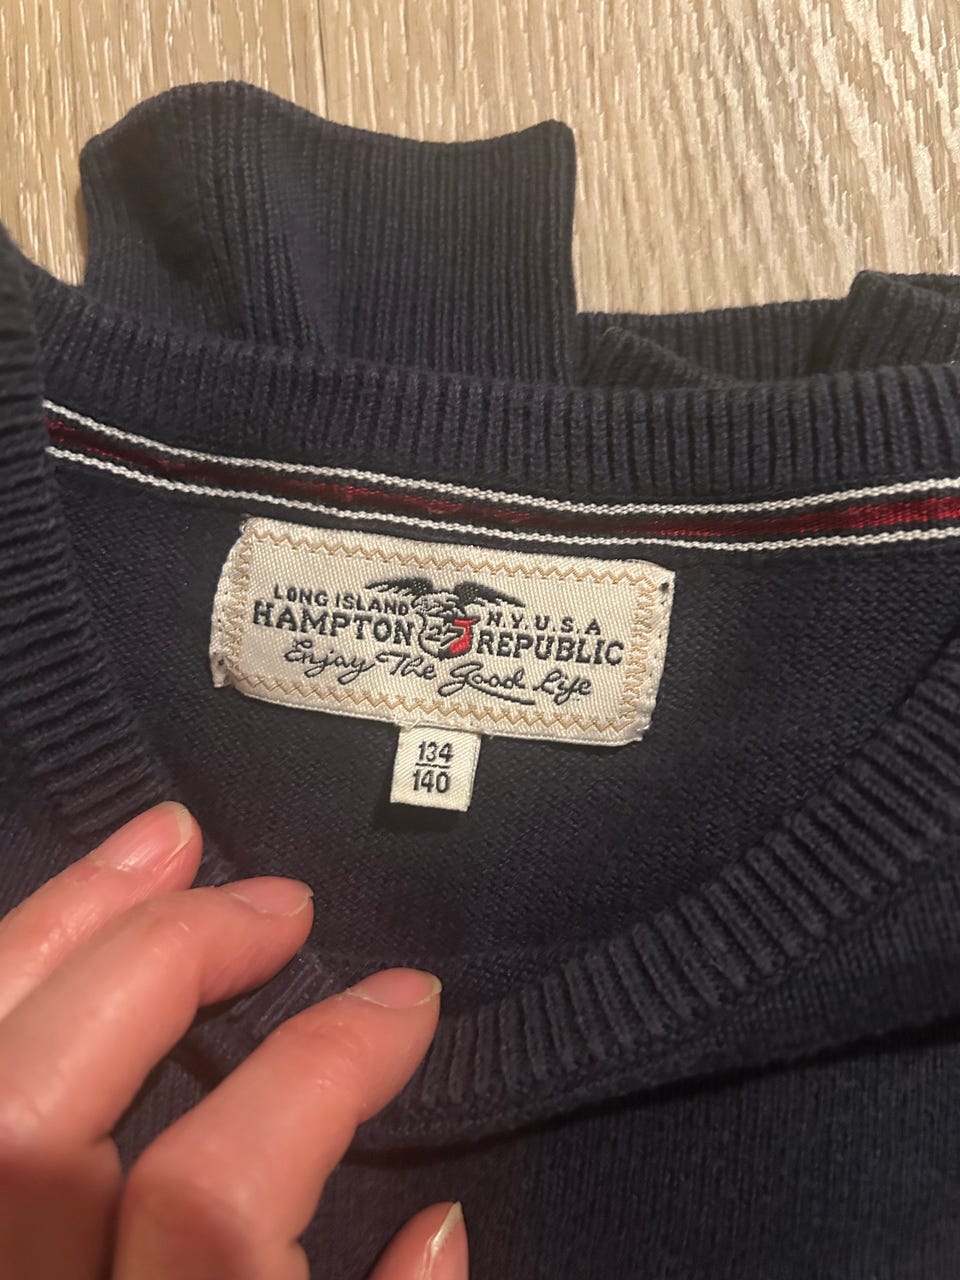 LONG ISLAND N.Y.U.S.A
HAMPTON 27 REPUBLIC
Enjoy The Good Life
134
140